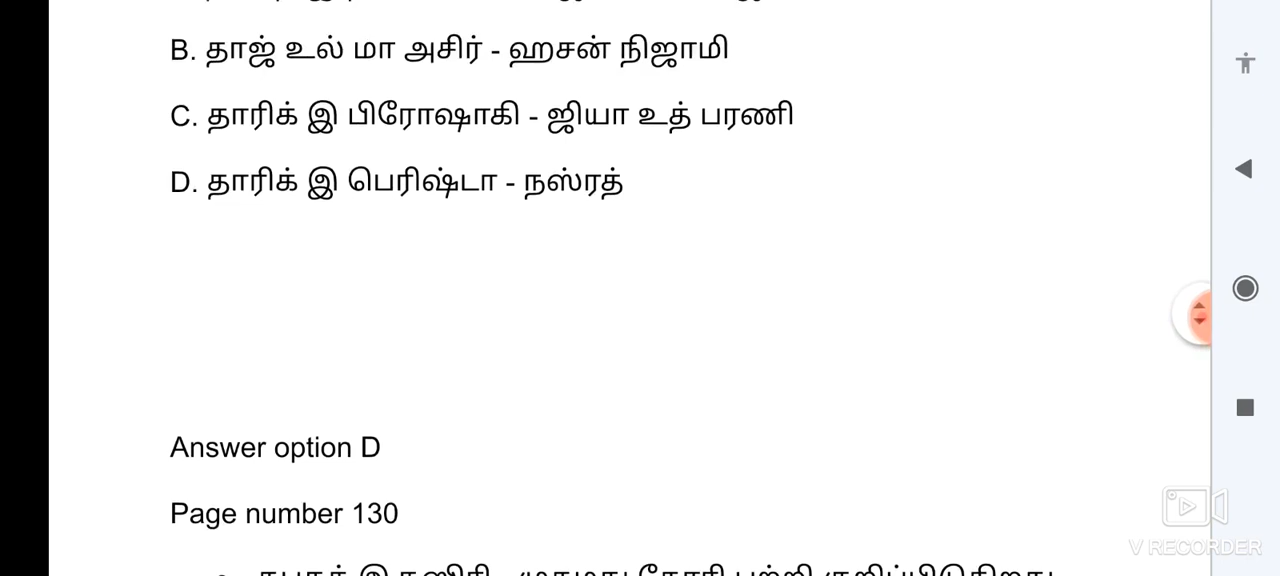 B. தாஜ் உல் மா அசிர் - ஹசன் நிஜாமி
C. தாரிக் இ பிரோஷாகி - ஜியா உத் பரணி
D. தாரிக் இ பெரிஷ்டா - நஸ்ரத்
Answer option D
Page number 130
V RECORDER